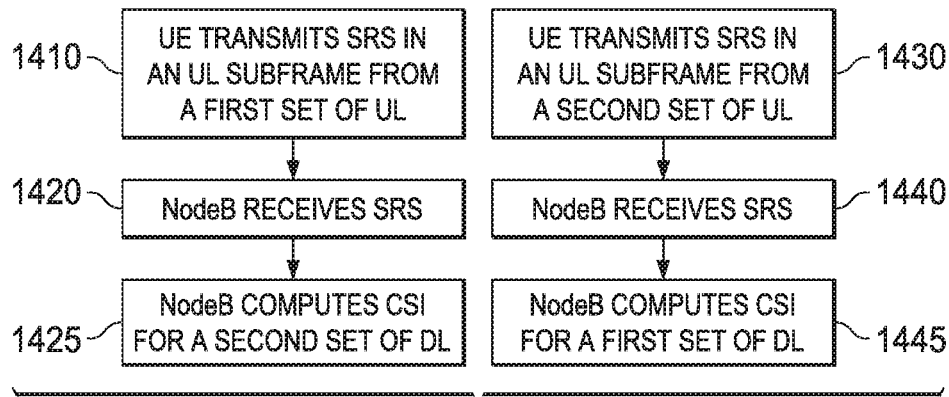 1410
UE TRANSMITS SRS IN
AN UL SUBFRAME FROM
A FIRST SET OF UL
UE TRANSMITS SRS IN
AN UL SUBFRAME FROM
A SECOND SET OF UL
1430
1420
NodeB RECEIVES SRS
NodeB RECEIVES SRS
1440
1425
NodeB COMPUTES CSI
FOR A SECOND SET OF DL
NodeB COMPUTES CSI
FOR A FIRST SET OF DL
1445